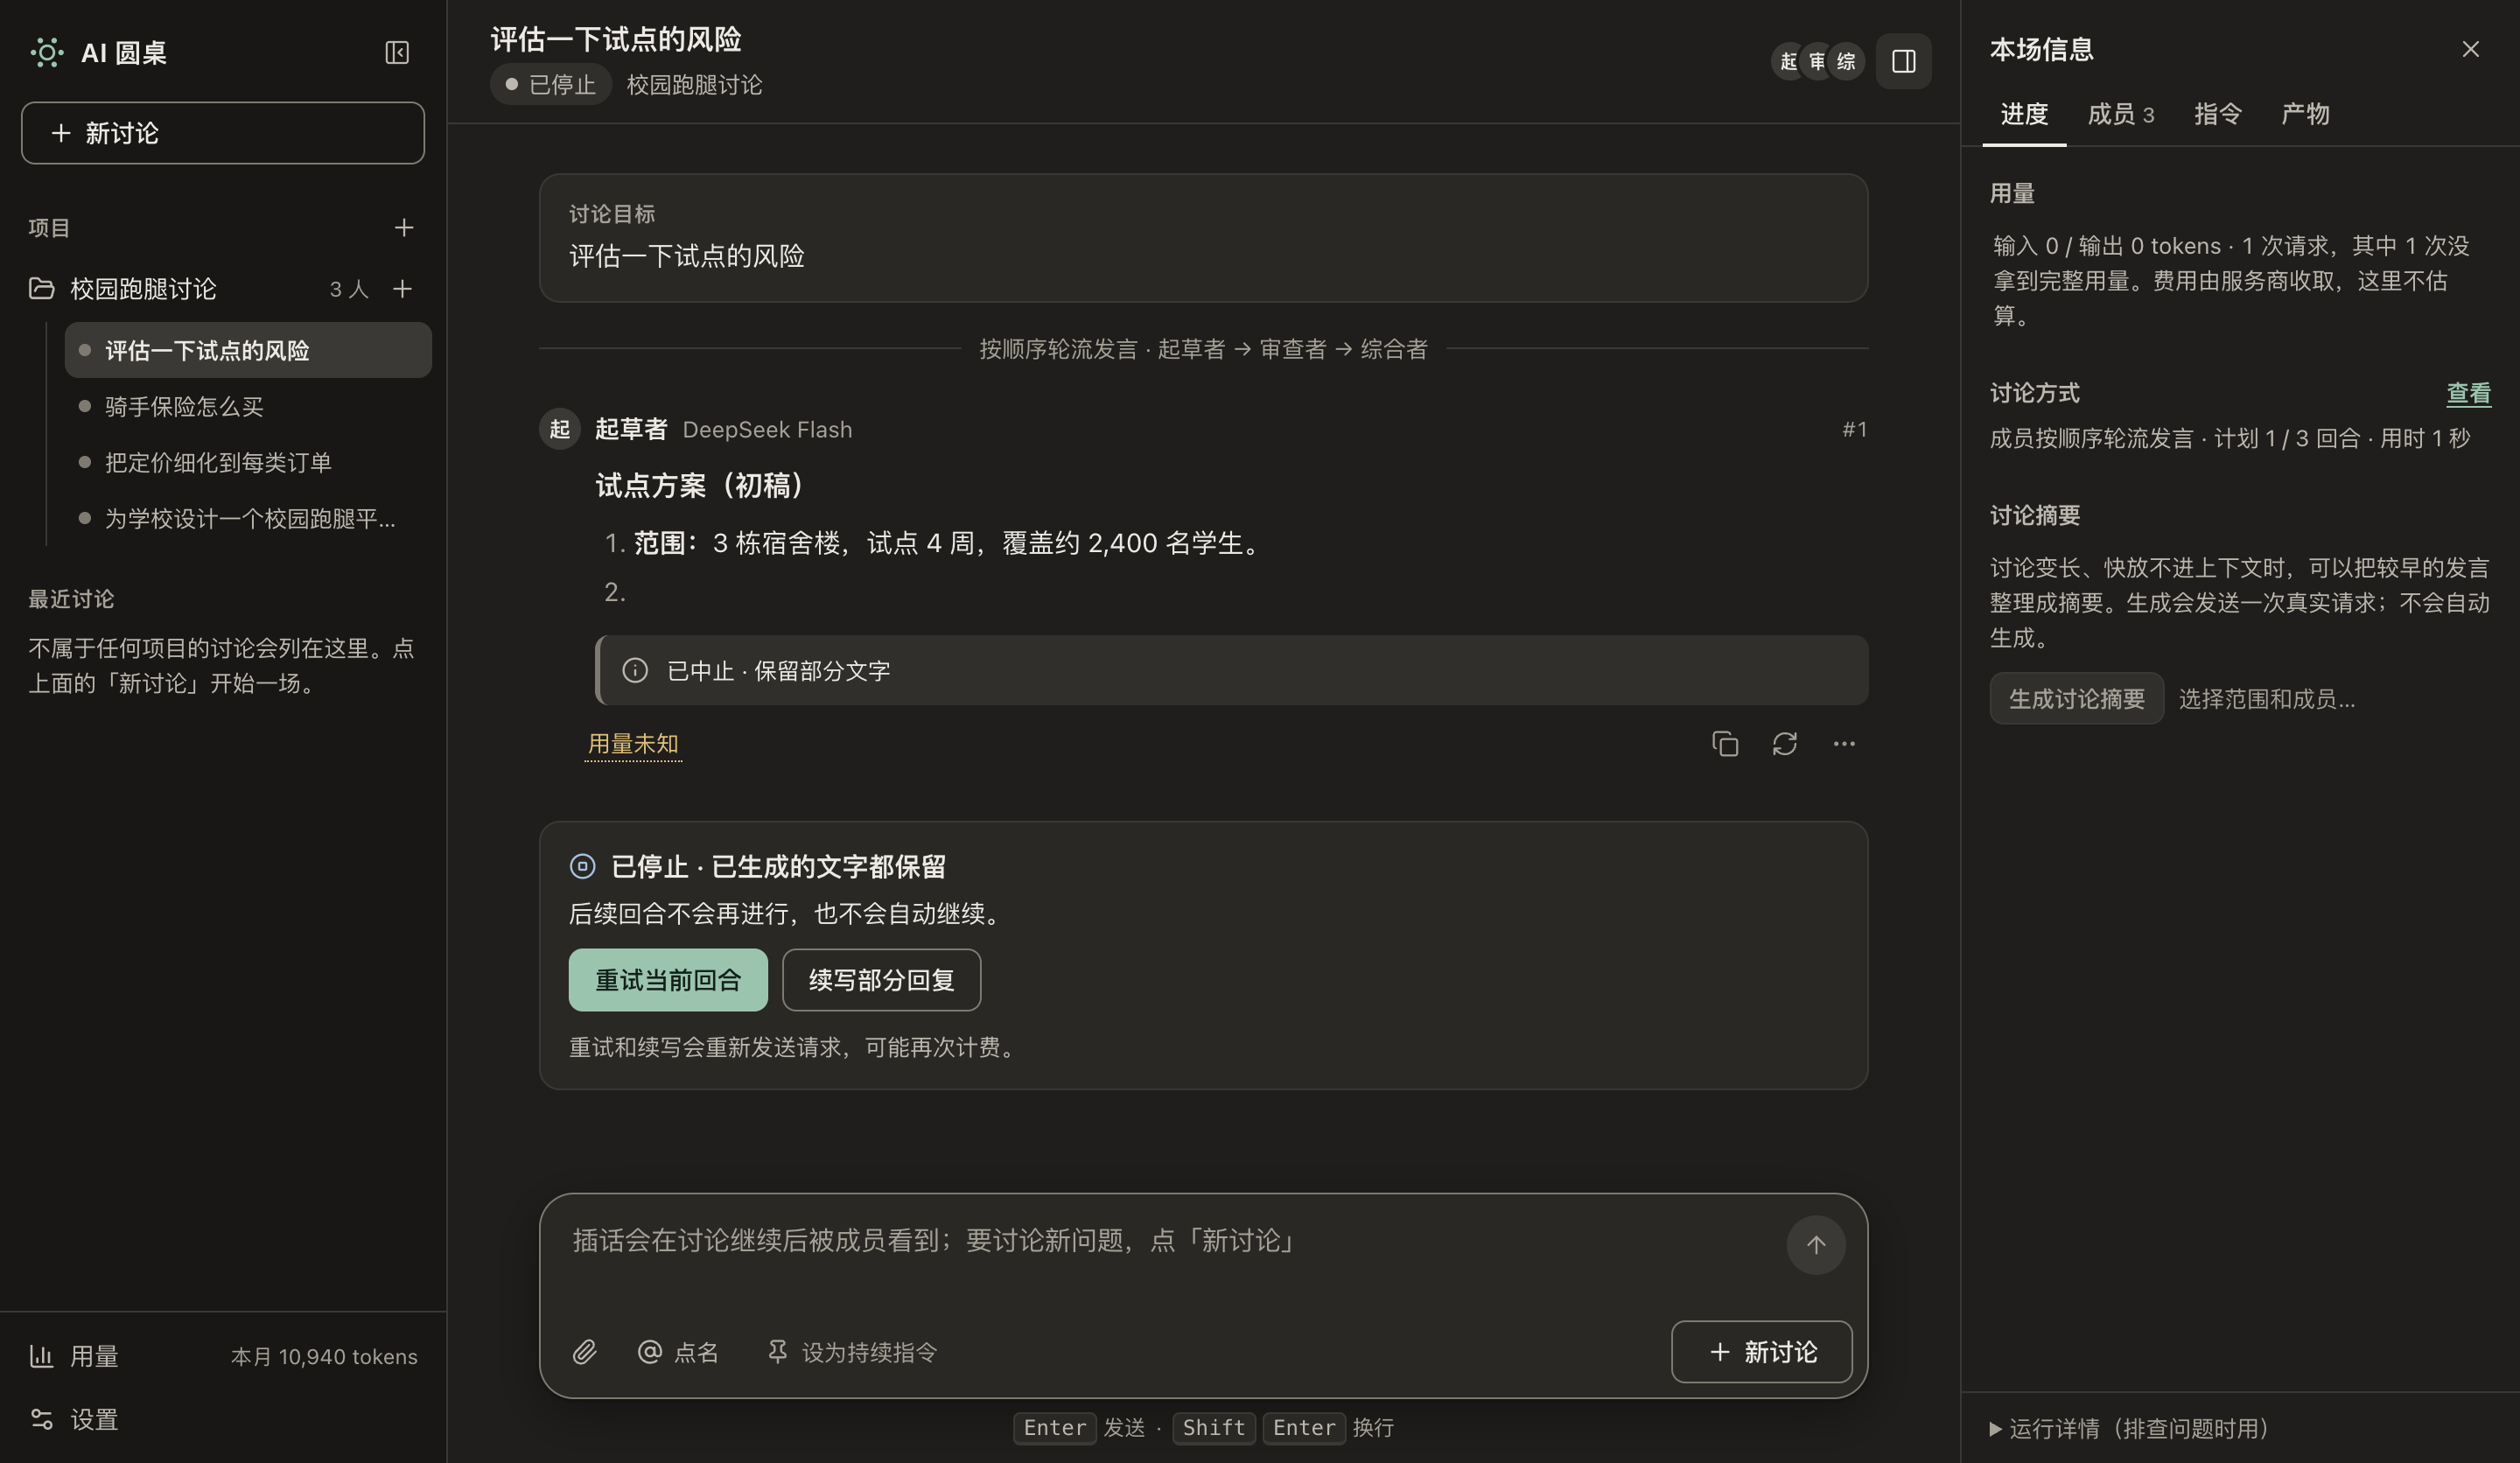 AI 圆桌
新讨论
项目
校园跑腿讨论 3 人
评估一下试点的风险
骑手保险怎么买
把定价细化到每类订单
为学校设计一个校园跑腿平...
最近讨论
不属于任何项目的讨论会列在这里。点
上面的「新讨论」开始一场。
用量 本月 10,940 tokens
设置
评估一下试点的风险
已停止 校园跑腿讨论
起 审 综
讨论目标
评估一下试点的风险
按顺序轮流发言 · 起草者 → 审查者 → 综合者
起 起草者 DeepSeek Flash #1
试点方案（初稿）
1. 范围：3 栋宿舍楼，试点 4 周，覆盖约 2,400 名学生。
2.
已中止 · 保留部分文字
用量未知
已停止 · 已生成的文字都保留
后续回合不会再进行，也不会自动继续。
重试当前回合 续写部分回复
重试和续写会重新发送请求，可能再次计费。
插话会在讨论继续后被成员看到；要讨论新问题，点「新讨论」
点名 设为持续指令 新讨论
Enter 发送 · Shift Enter 换行
本场信息
进度 成员 3 指令 产物
用量
输入 0 / 输出 0 tokens · 1 次请求，其中 1 次没
拿到完整用量。费用由服务商收取，这里不估
算。
讨论方式 查看
成员按顺序轮流发言 · 计划 1 / 3 回合 · 用时 1 秒
讨论摘要
讨论变长、快放不进上下文时，可以把较早的发言
整理成摘要。生成会发送一次真实请求；不会自动
生成。
生成讨论摘要 选择范围和成员...
运行详情（排查问题时用）